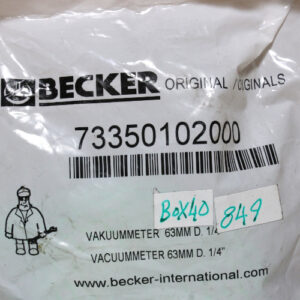 BECKER ORIGINAL / ORIGINALS
73350102000
BOX40
849
VAKUUMMETER 63MM D. 1/4
VACUUMMETER 63MM D. 1/4"
www.becker-international.com